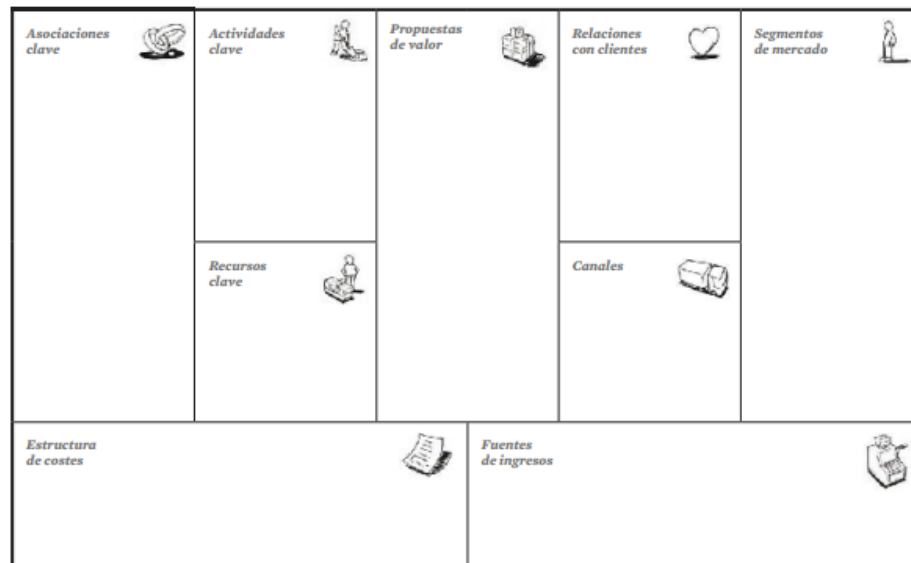 Asociaciones
clave
Actividades
clave
Propuestas
de valor
Relaciones
con clientes
Segmentos
de mercado
Recursos
clave
Canales
Estructura
de costes
Fuentes
de ingresos